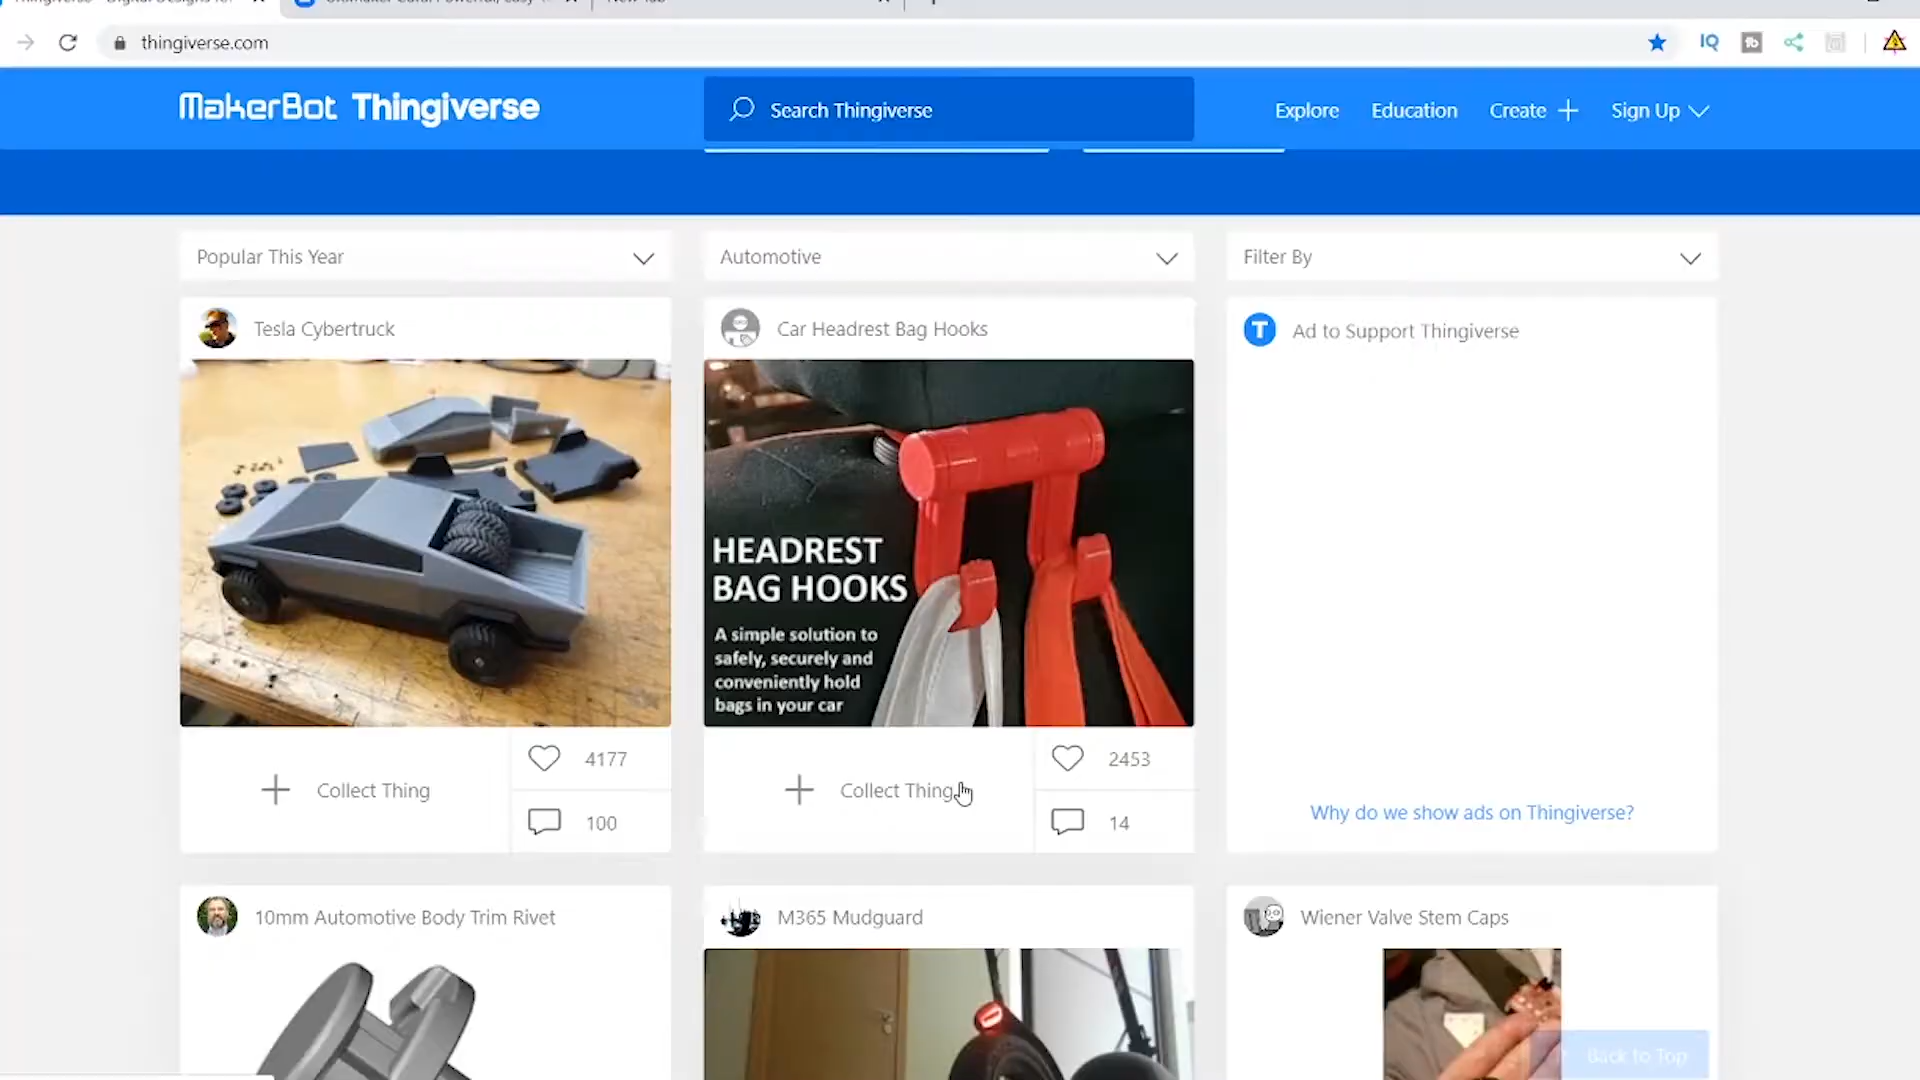 thingiverse.com
MakerBot Thingiverse
Search Thingiverse
Explore
Education
Create
Sign Up
Popular This Year
Automotive
Filter By
Tesla Cybertruck
Car Headrest Bag Hooks
Ad to Support Thingiverse
HEADREST
BAG HOOKS
A simple solution to
safely, securely and
conveniently hold
bags in your car
Collect Thing
4177
100
Collect Thing
2453
14
Why do we show ads on Thingiverse?
10mm Automotive Body Trim Rivet
M365 Mudguard
Wiener Valve Stem Caps
Back to Top